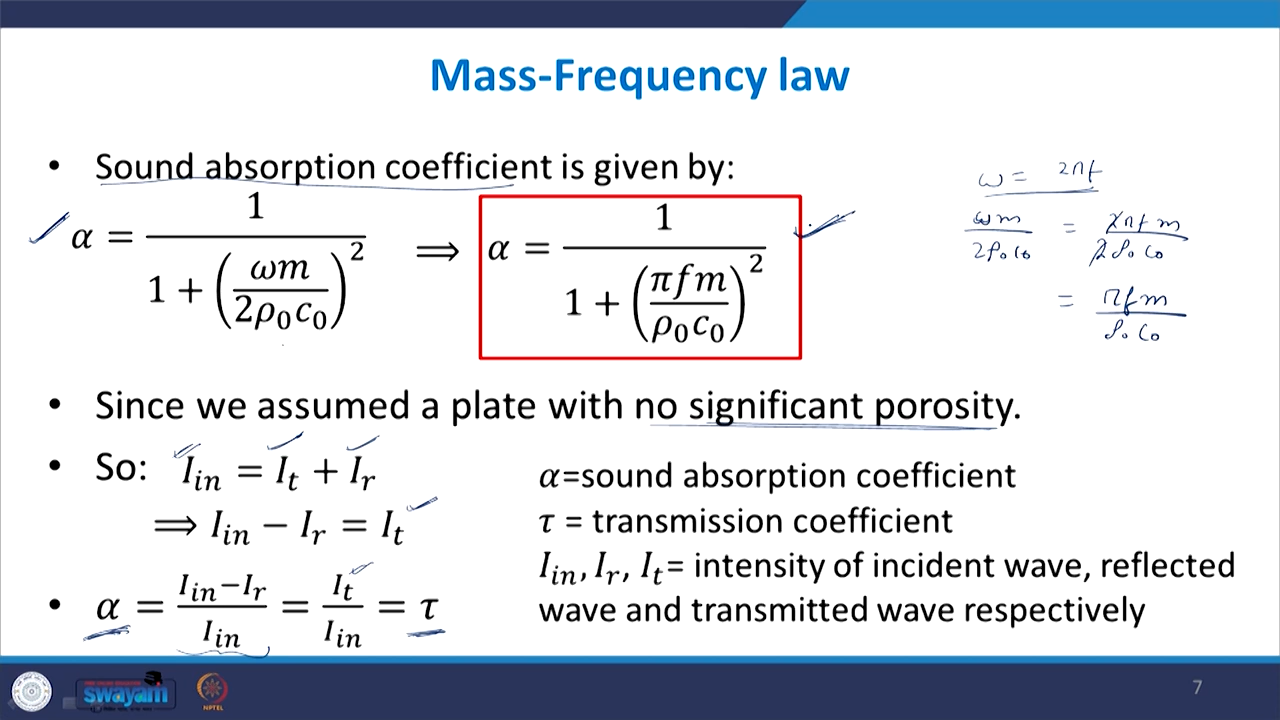 Mass-Frequency law
• Sound absorption coefficient is given by:
α = 1 / (1 + (ωm / 2ρ₀c₀)²) ⟹ α = 1 / (1 + (πfm / ρ₀c₀)²)
ω = 2πf
ωm / 2ρ₀c₀ = 2πfm / 2ρ₀c₀
= πfm / ρ₀c₀
• Since we assumed a plate with no significant porosity.
• So: Iᵢₙ = Iₜ + Iᵣ
⟹ Iᵢₙ − Iᵣ = Iₜ
• α = (Iᵢₙ−Iᵣ) / Iᵢₙ = Iₜ / Iᵢₙ = τ
α=sound absorption coefficient
τ = transmission coefficient
Iᵢₙ, Iᵣ, Iₜ= intensity of incident wave, reflected
wave and transmitted wave respectively
swayam
NPTEL
7